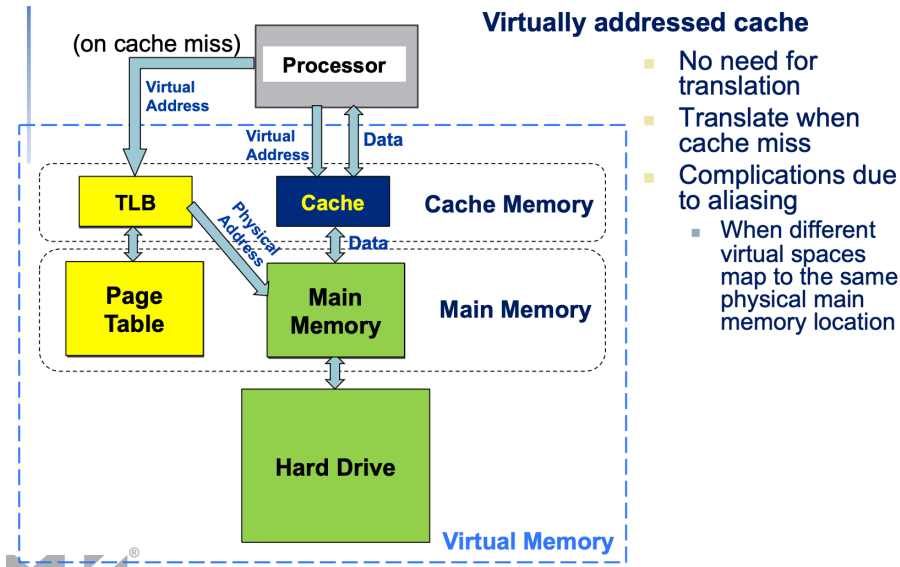 Virtually addressed cache
(on cache miss)
Processor
Virtual
Address
Virtual
Address
Data
TLB
Cache
Cache Memory
Physical
Address
Data
Page
Table
Main
Memory
Main Memory
Hard Drive
Virtual Memory
No need for
translation
Translate when
cache miss
Complications due
to aliasing
When different
virtual spaces
map to the same
physical main
memory location
®